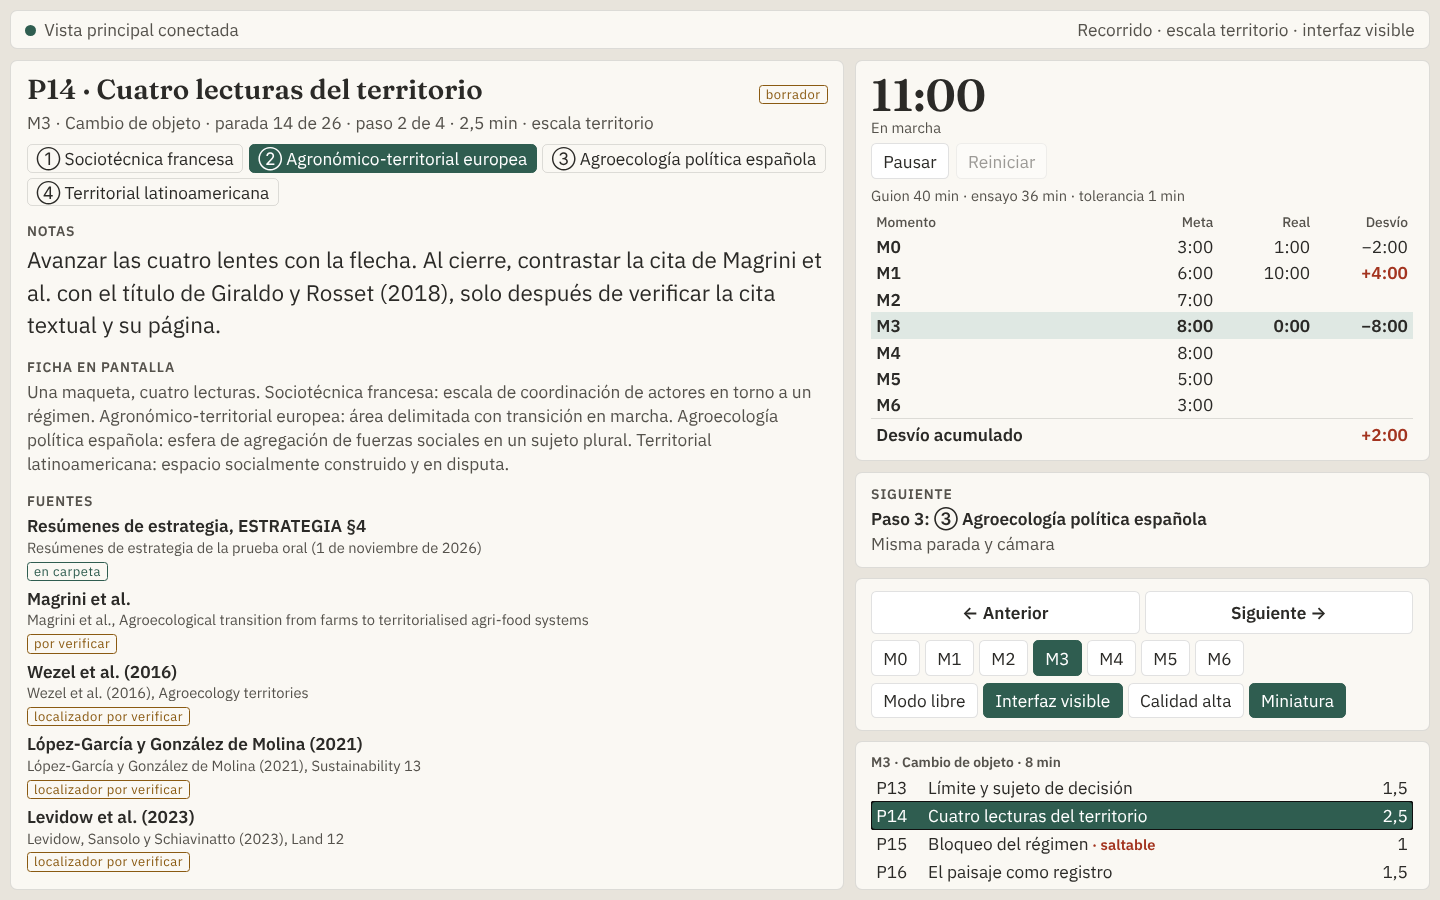 Vista principal conectada
Recorrido · escala territorio · interfaz visible
P14 · Cuatro lecturas del territorio
borrador
M3 · Cambio de objeto · parada 14 de 26 · paso 2 de 4 · 2,5 min · escala territorio
① Sociotécnica francesa
② Agronómico-territorial europea
③ Agroecología política española
④ Territorial latinoamericana
NOTAS
Avanzar las cuatro lentes con la flecha. Al cierre, contrastar la cita de Magrini et
al. con el título de Giraldo y Rosset (2018), solo después de verificar la cita
textual y su página.
FICHA EN PANTALLA
Una maqueta, cuatro lecturas. Sociotécnica francesa: escala de coordinación de actores en torno a un
régimen. Agronómico-territorial europea: área delimitada con transición en marcha. Agroecología
política española: esfera de agregación de fuerzas sociales en un sujeto plural. Territorial
latinoamericana: espacio socialmente construido y en disputa.
FUENTES
Resúmenes de estrategia, ESTRATEGIA §4
Resúmenes de estrategia de la prueba oral (1 de noviembre de 2026)
en carpeta
Magrini et al.
Magrini et al., Agroecological transition from farms to territorialised agri-food systems
por verificar
Wezel et al. (2016)
Wezel et al. (2016), Agroecology territories
localizador por verificar
López-García y González de Molina (2021)
López-García y González de Molina (2021), Sustainability 13
localizador por verificar
Levidow et al. (2023)
Levidow, Sansolo y Schiavinatto (2023), Land 12
localizador por verificar
11:00
En marcha
Pausar
Reiniciar
Guion 40 min · ensayo 36 min · tolerancia 1 min
Momento Meta Real Desvío
M0 3:00 1:00 −2:00
M1 6:00 10:00 +4:00
M2 7:00
M3 8:00 0:00 −8:00
M4 8:00
M5 5:00
M6 3:00
Desvío acumulado +2:00
SIGUIENTE
Paso 3: ③ Agroecología política española
Misma parada y cámara
← Anterior
Siguiente →
M0 M1 M2 M3 M4 M5 M6
Modo libre
Interfaz visible
Calidad alta
Miniatura
M3 · Cambio de objeto · 8 min
P13 Límite y sujeto de decisión 1,5
P14 Cuatro lecturas del territorio 2,5
P15 Bloqueo del régimen · saltable 1
P16 El paisaje como registro 1,5